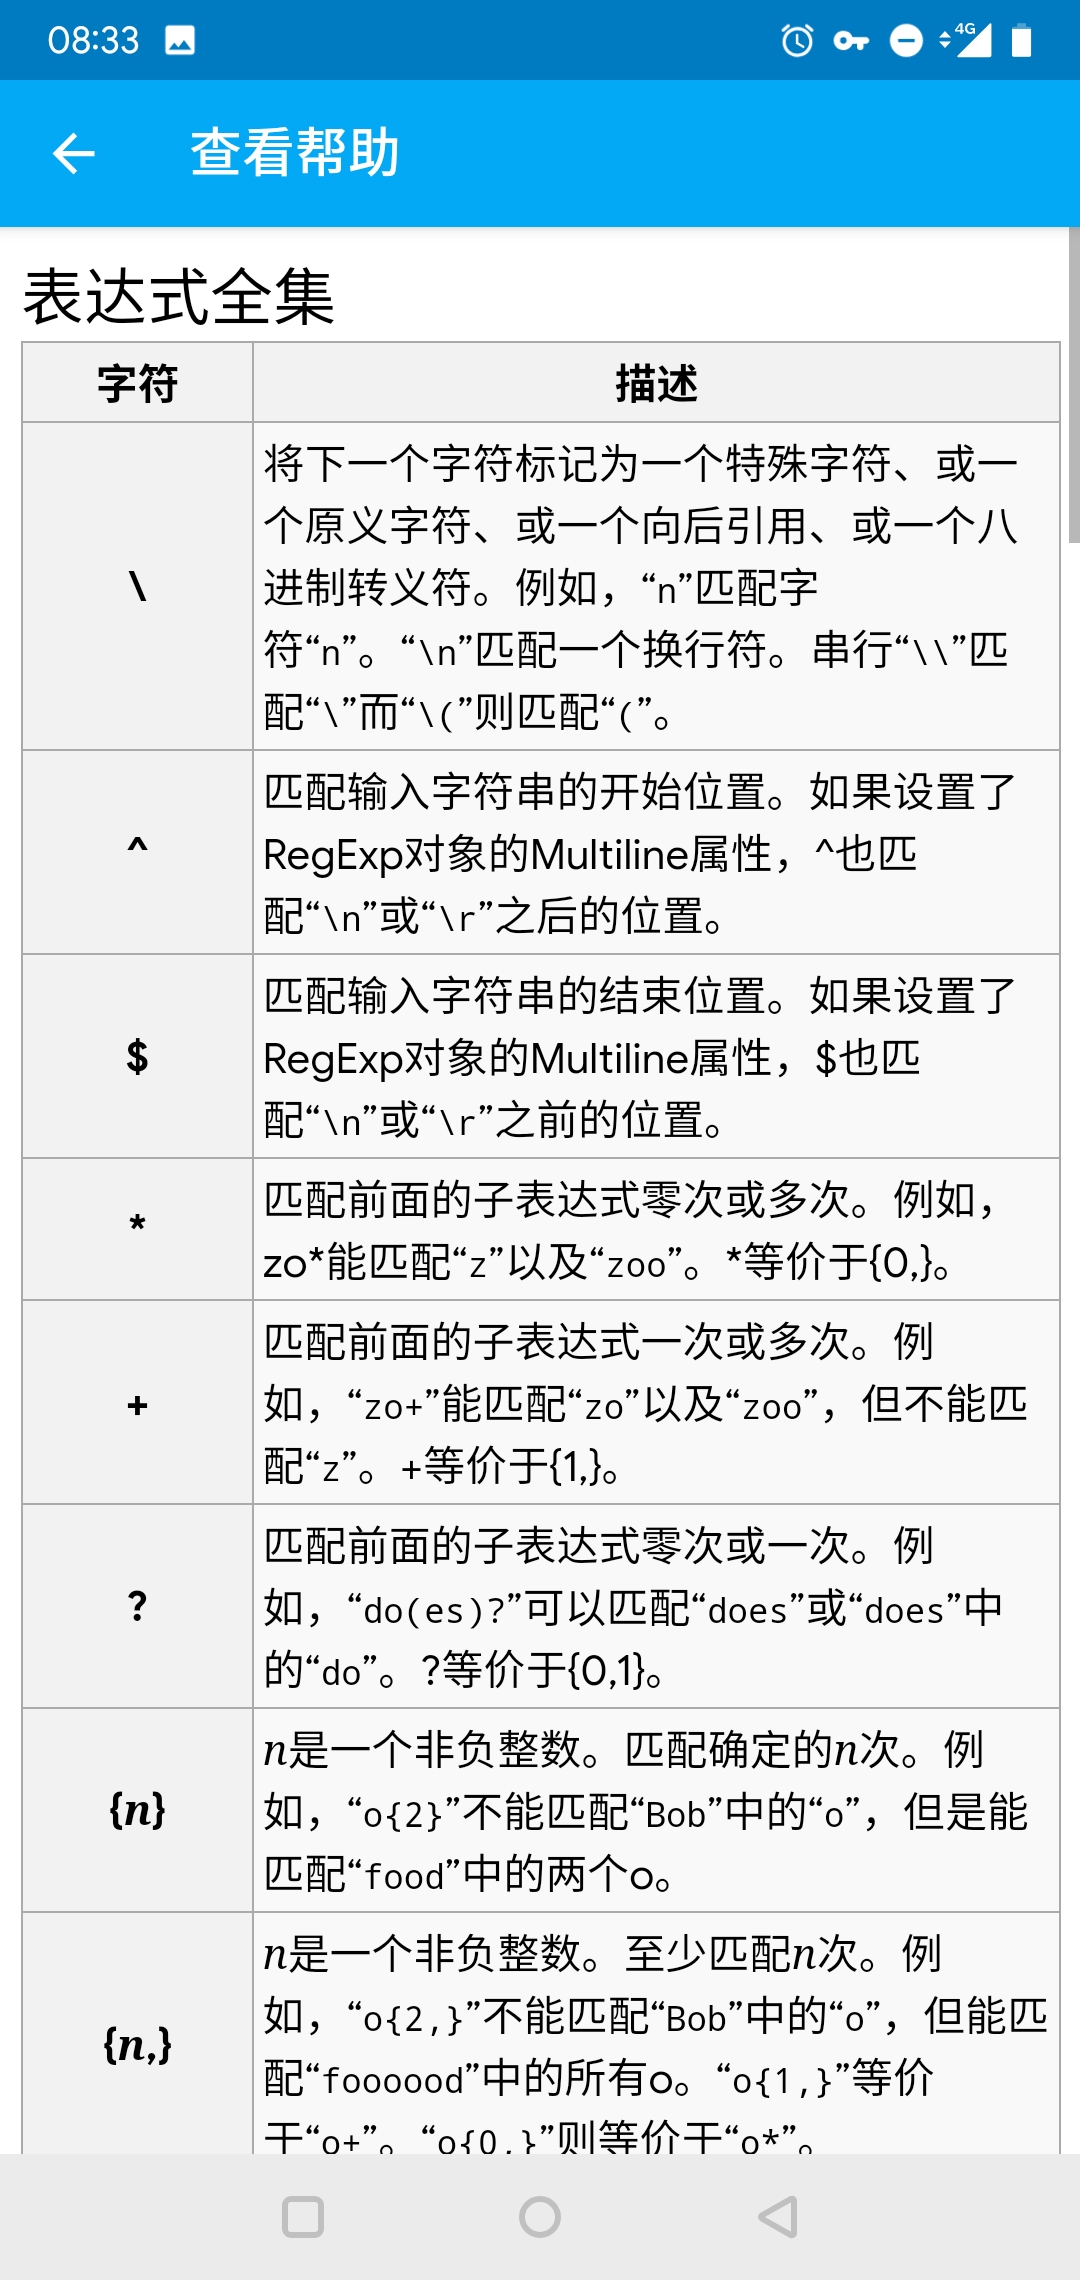 08:33
4G
查看帮助
表达式全集
字符 描述
\
将下一个字符标记为一个特殊字符、或一
个原义字符、或一个向后引用、或一个八
进制转义符。例如，“n”匹配字
符“n”。“\n”匹配一个换行符。串行“\\”匹
配“\”而“\(”则匹配“(”。
^
匹配输入字符串的开始位置。如果设置了
RegExp对象的Multiline属性，^也匹
配“\n”或“\r”之后的位置。
$
匹配输入字符串的结束位置。如果设置了
RegExp对象的Multiline属性，$也匹
配“\n”或“\r”之前的位置。
*
匹配前面的子表达式零次或多次。例如，
zo*能匹配“z”以及“zoo”。*等价于{0,}。
+
匹配前面的子表达式一次或多次。例
如，“zo+”能匹配“zo”以及“zoo”，但不能匹
配“z”。+等价于{1,}。
?
匹配前面的子表达式零次或一次。例
如，“do(es)?”可以匹配“does”或“does”中
的“do”。?等价于{0,1}。
{n}
n是一个非负整数。匹配确定的n次。例
如，“o{2}”不能匹配“Bob”中的“o”，但是能
匹配“food”中的两个o。
{n,}
n是一个非负整数。至少匹配n次。例
如，“o{2,}”不能匹配“Bob”中的“o”，但能匹
配“foooood”中的所有o。“o{1,}”等价
于“o+”。“o{0,}”则等价于“o*”。